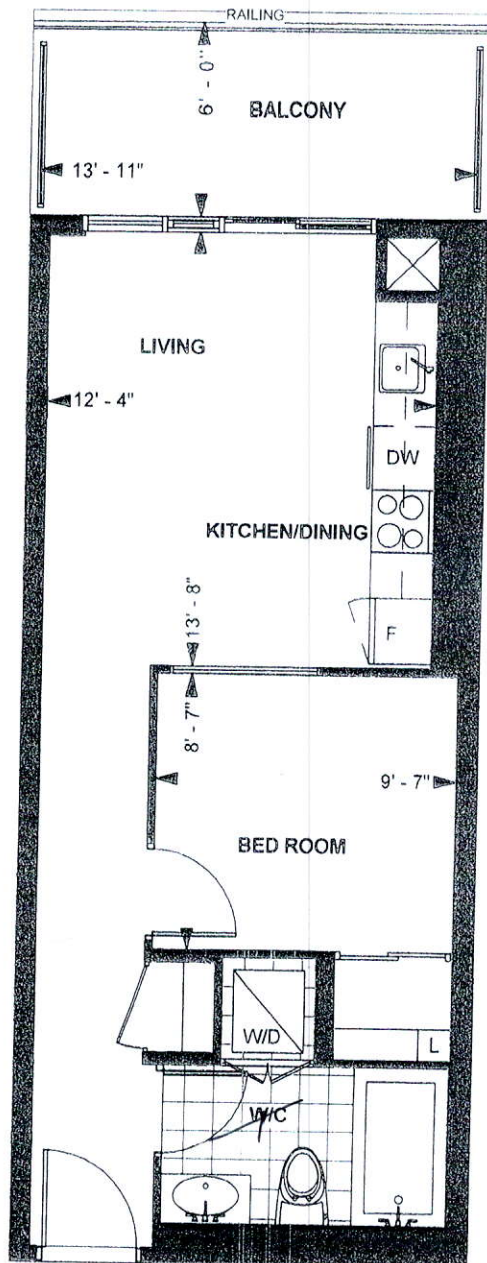 RAILING
6' - 0"
BALCONY
13' - 11"
LIVING
12' - 4"
DW
KITCHEN/DINING
13' - 8"
F
8' - 7"
9' - 7"
BED ROOM
W/D
L
W/C